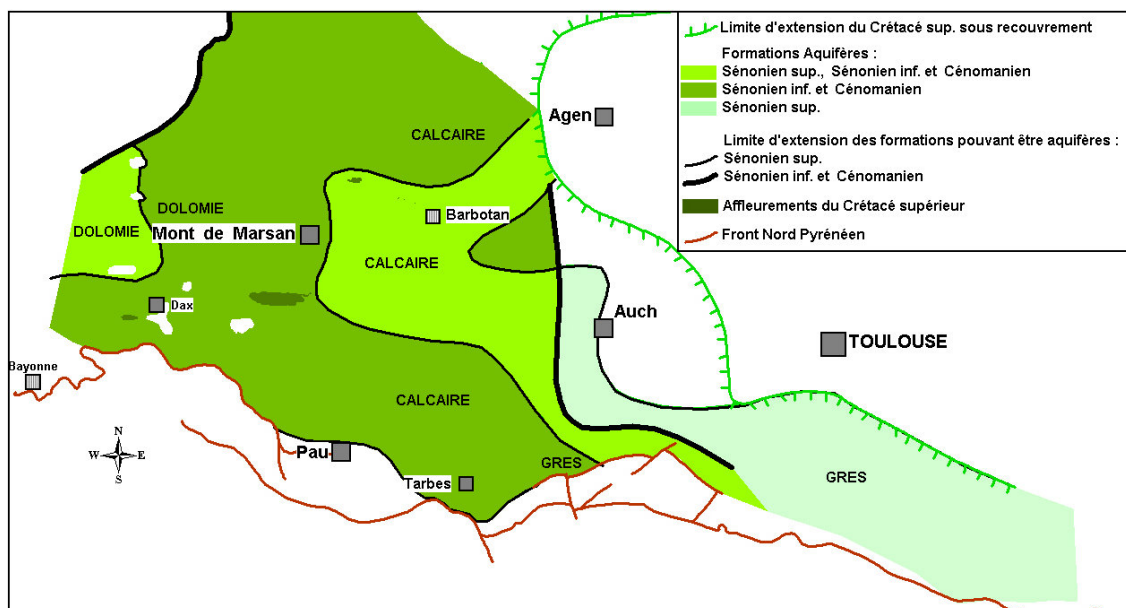 Limite d'extension du Crétacé sup. sous recouvrement
Formations Aquifères :
Sénonien sup., Sénonien inf. et Cénomanien
Sénonien inf. et Cénomanien
Sénonien sup.
Limite d'extension des formations pouvant être aquifères :
Sénonien sup.
Sénonien inf. et Cénomanien
Affleurements du Crétacé supérieur
Front Nord Pyrénéen
Agen
CALCAIRE
DOLOMIE
Barbotan
DOLOMIE
Mont de Marsan
CALCAIRE
Dax
Auch
TOULOUSE
Bayonne
CALCAIRE
N
W E
S
Pau
GRES
GRES
Tarbes